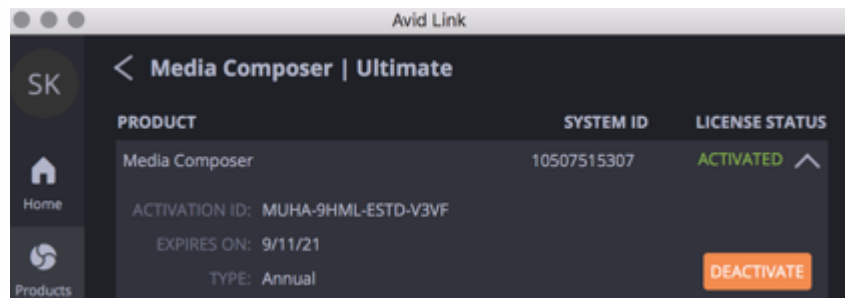 Avid Link
SK
Media Composer | Ultimate
PRODUCT SYSTEM ID LICENSE STATUS
Media Composer 10507515307 ACTIVATED
Home
ACTIVATION ID: MUHA-9HML-ESTD-V3VF
EXPIRES ON: 9/11/21
TYPE: Annual
DEACTIVATE
Products